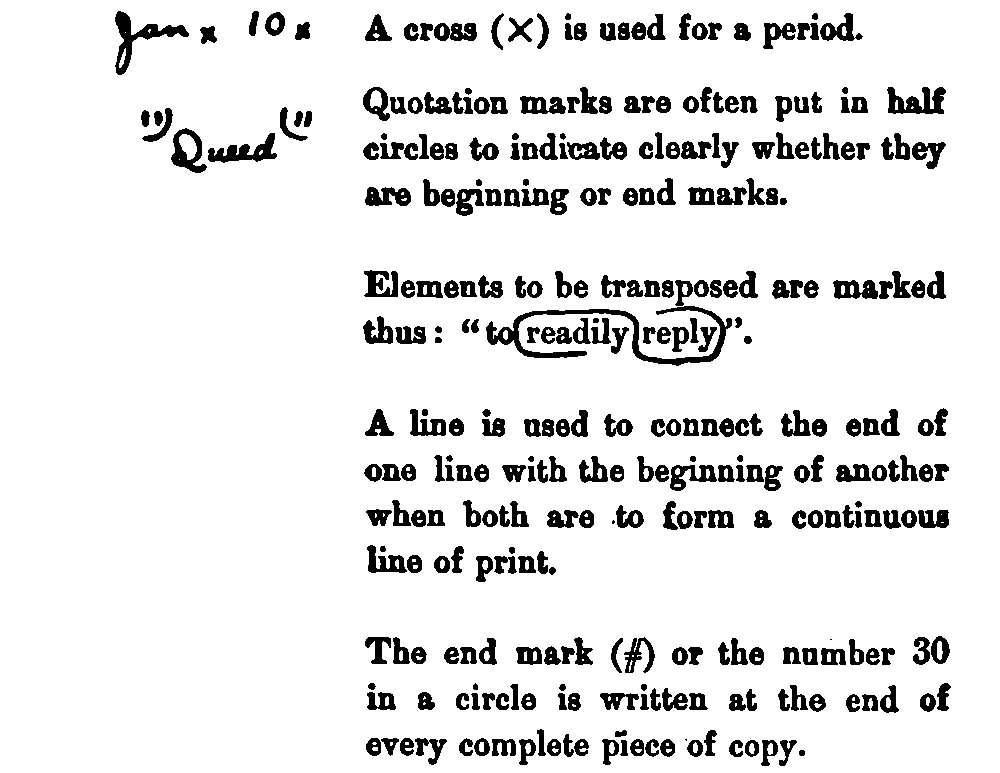 Jan x 10 x A cross (X) is used for a period.
Quotation marks are often put in half
"Queed" circles to indicate clearly whether they
are beginning or end marks.
Elements to be transposed are marked
thus: “to readily reply”.
A line is used to connect the end of
one line with the beginning of another
when both are to form a continuous
line of print.
The end mark (#) or the number 30
in a circle is written at the end of
every complete piece of copy.